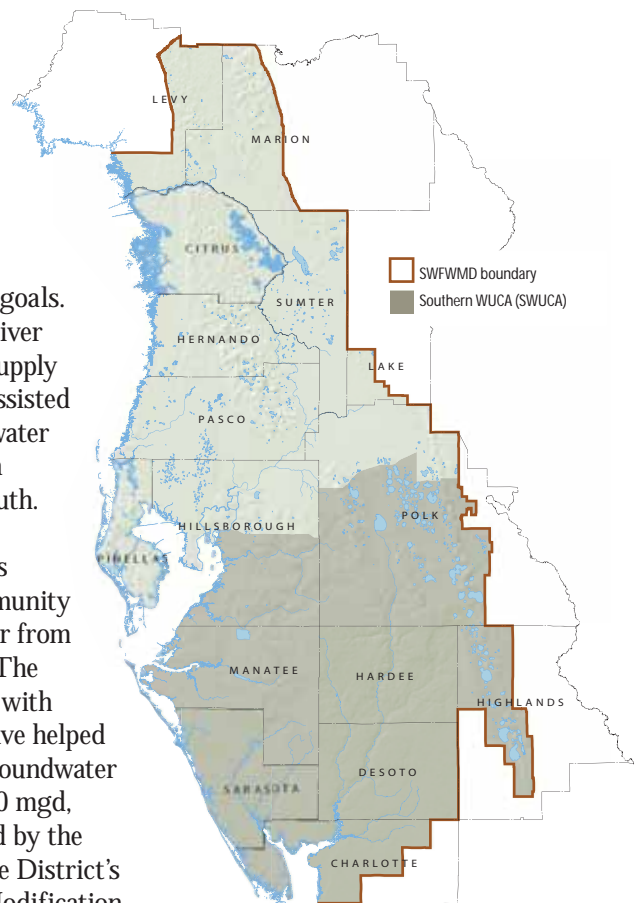 goals.
iver
upply
ssisted
water
uth.
s
munity
r from
The
with
ve helped
oundwater
0 mgd,
d by the
e District's
Modification
LEVY
MARION
CITRUS
SWFWMD boundary
Southern WUCA (SWUCA)
SUMTER
HERNANDO
LAKE
PASCO
POLK
HILLSBOROUGH
PINELLAS
MANATEE
HARDEE
HIGHLANDS
DESOTO
SARASOTA
CHARLOTTE